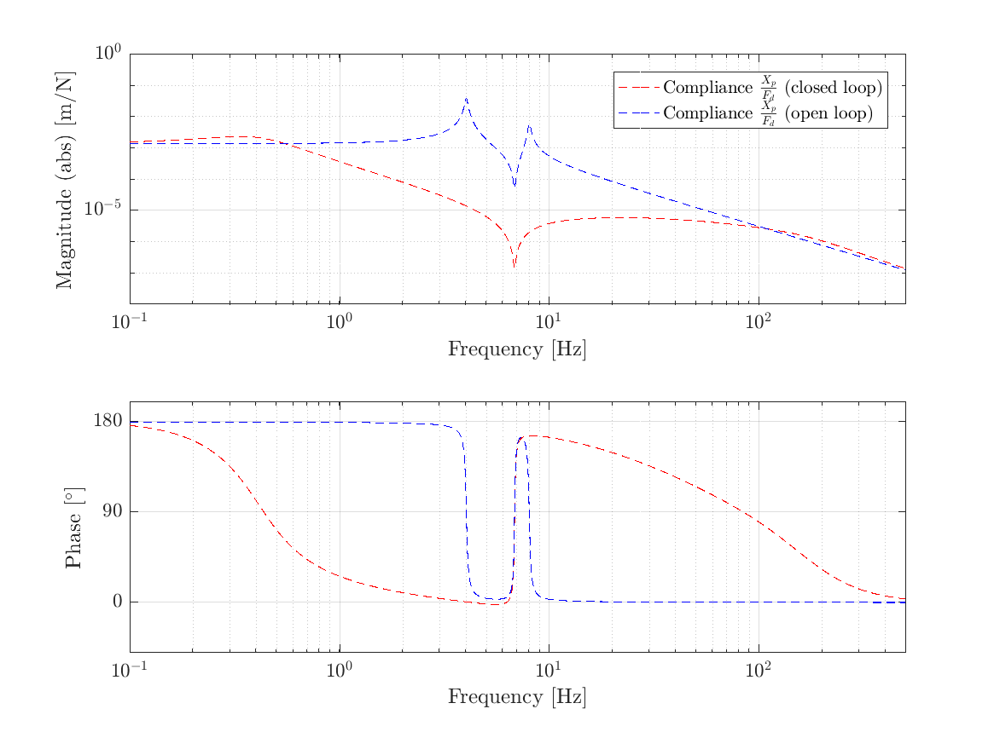 10^0
10^{-5}
Magnitude (abs) [m/N]
Compliance \frac{X_p}{F_d} (closed loop)
Compliance \frac{X_p}{F_d} (open loop)
10^{-1} 10^0 10^1 10^2
Frequency [Hz]
180
90
0
Phase [°]
10^{-1} 10^0 10^1 10^2
Frequency [Hz]